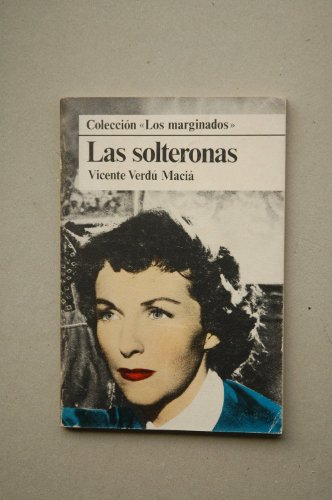 Colección «Los marginados»
Las solteronas
Vicente Verdú Maciá